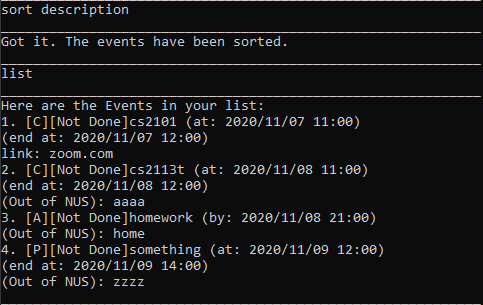 sort description
Got it. The events have been sorted.
list
Here are the Events in your list:
1. [C][Not Done]cs2101 (at: 2020/11/07 11:00)
(end at: 2020/11/07 12:00)
link: zoom.com
2. [C][Not Done]cs2113t (at: 2020/11/08 11:00)
(end at: 2020/11/08 12:00)
(Out of NUS): aaaa
3. [A][Not Done]homework (by: 2020/11/08 21:00)
(Out of NUS): home
4. [P][Not Done]something (at: 2020/11/09 12:00)
(end at: 2020/11/09 14:00)
(Out of NUS): zzzz